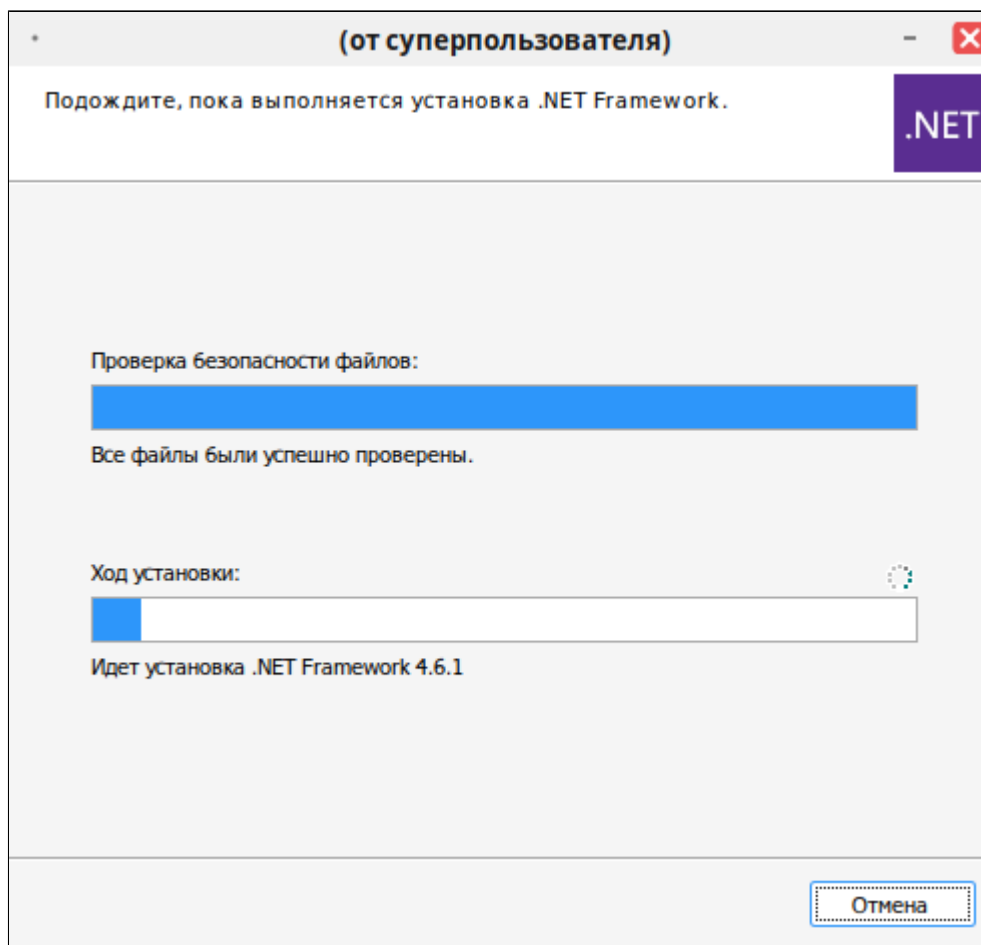 (от суперпользователя)
Подождите, пока выполняется установка .NET Framework.
.NET
Проверка безопасности файлов:
Все файлы были успешно проверены.
Ход установки:
Идет установка .NET Framework 4.6.1
Отмена